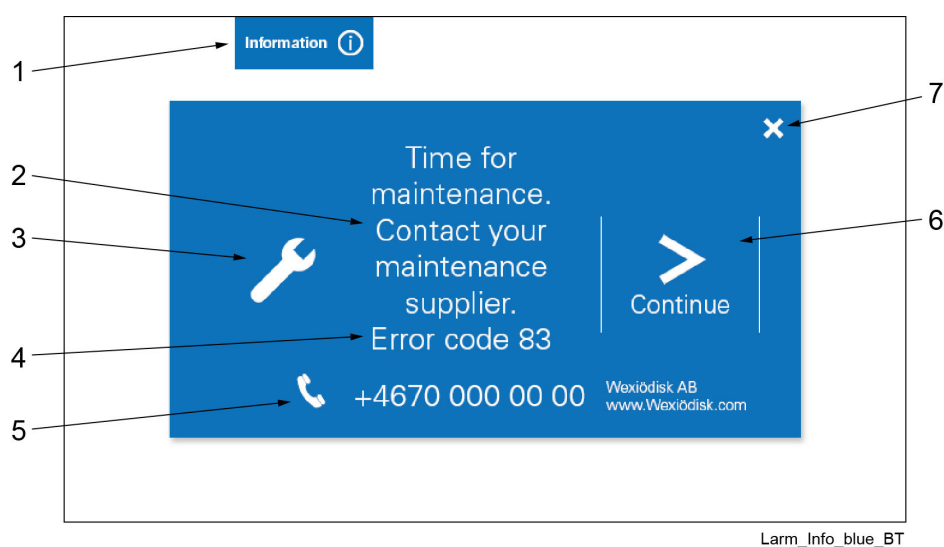 1
Information
7
2
Time for
maintenance.
Contact your
maintenance
supplier.
Error code 83
3
6
Continue
4
5
+4670 000 00 00
Wexiödisk AB
www.Wexiödisk.com
Larm_Info_blue_BT